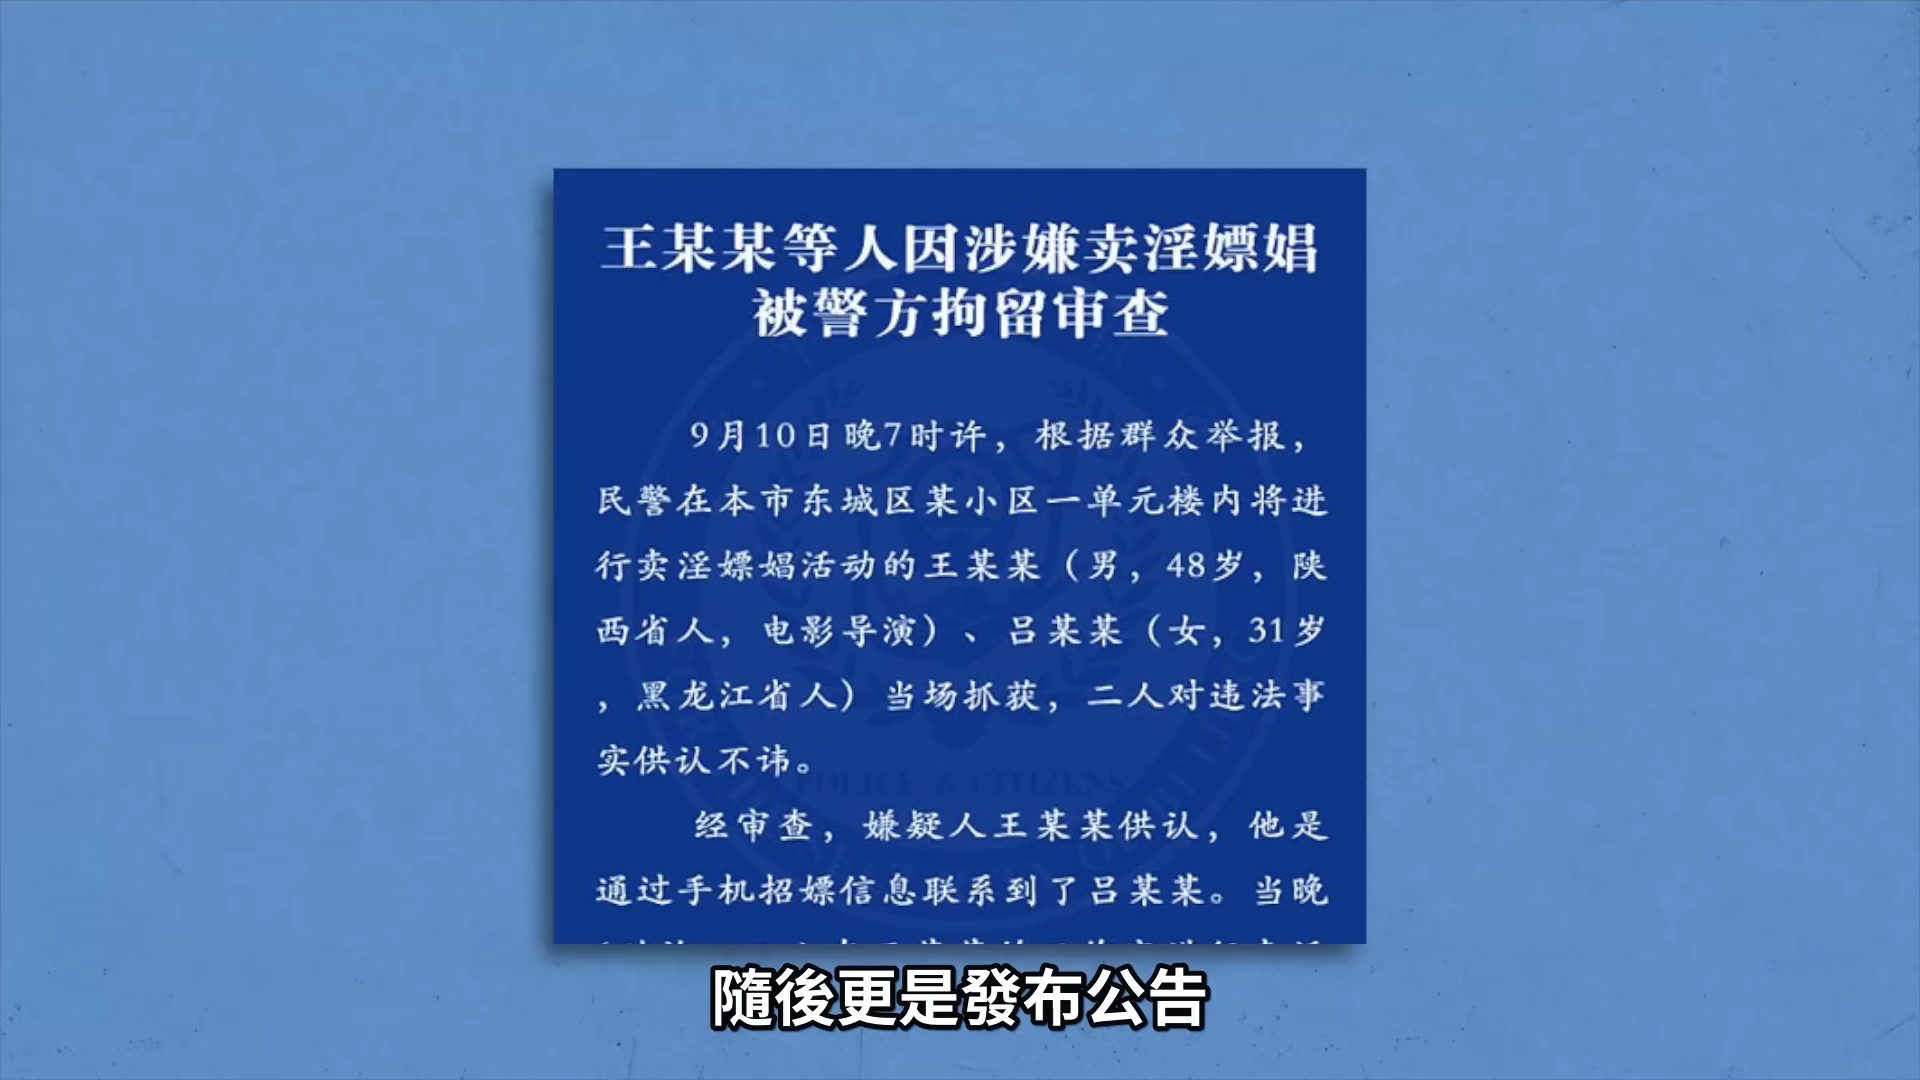 王某某等人因涉嫌卖淫嫖娼
被警方拘留审查
9月10日晚7时许，根据群众举报，
民警在本市东城区某小区一单元楼内将进
行卖淫嫖娼活动的王某某（男，48岁，陕
西省人，电影导演）、吕某某（女，31岁
，黑龙江省人）当场抓获，二人对违法事
实供认不讳。
POLICE & CITIZENS
经审查，嫌疑人王某某供认，他是
通过手机招嫖信息联系到了吕某某。当晚
隨後更是發布公告